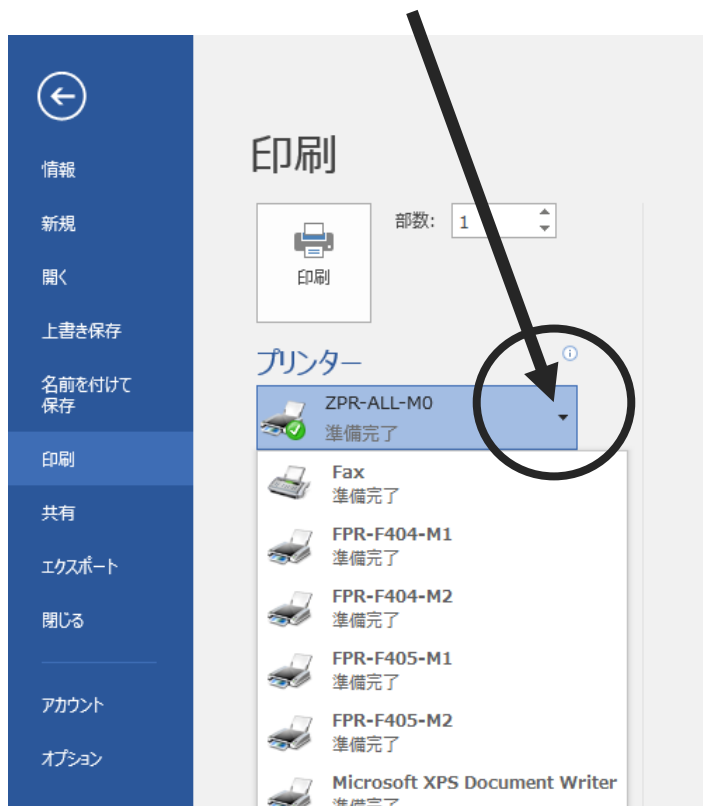 情報
新規
開く
上書き保存
名前を付けて
保存
印刷
共有
エクスポート
閉じる
アカウント
オプション
印刷
部数: 1
印刷
プリンター
ZPR-ALL-M0
準備完了
Fax
準備完了
FPR-F404-M1
準備完了
FPR-F404-M2
準備完了
FPR-F405-M1
準備完了
FPR-F405-M2
準備完了
Microsoft XPS Document Writer
準備完了